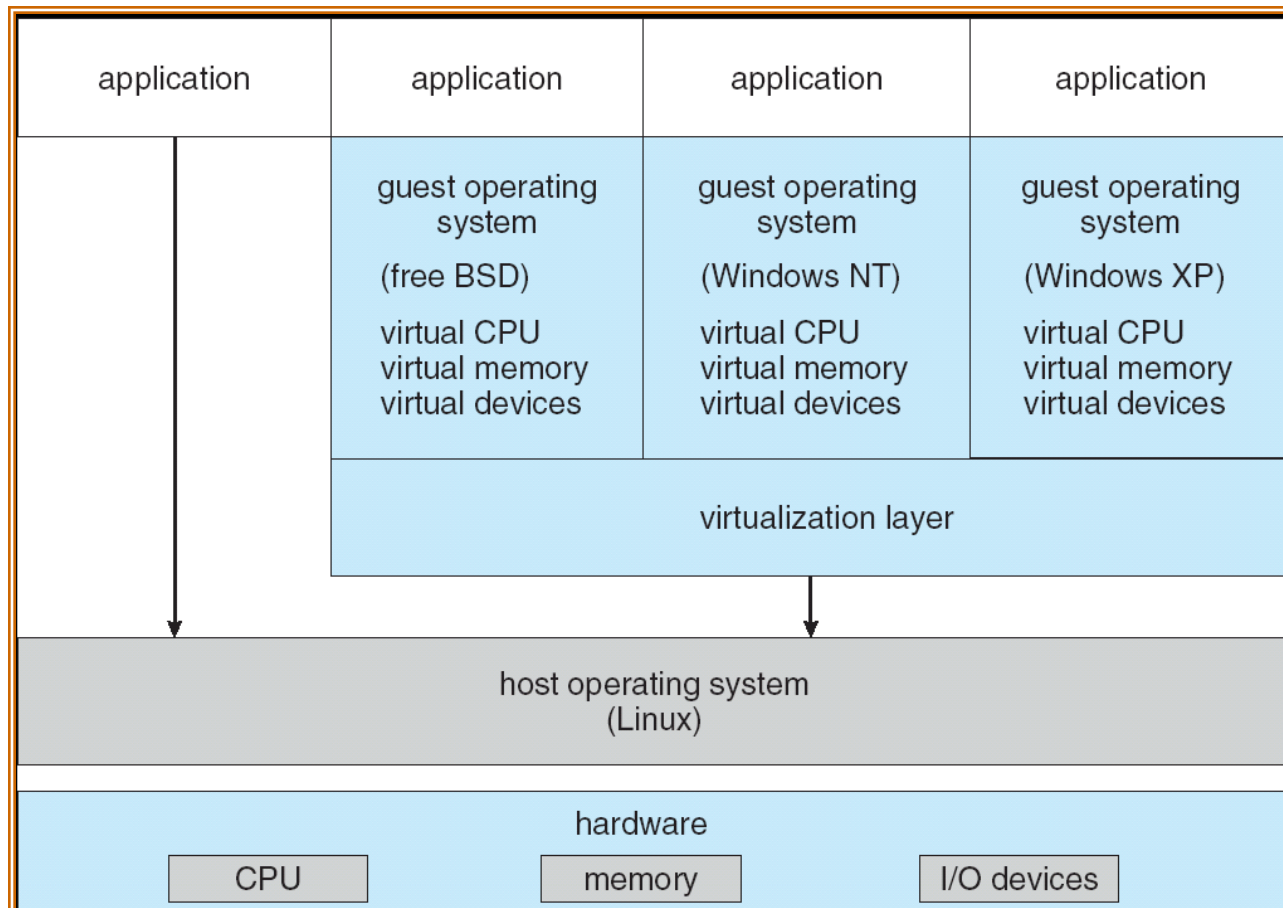 application
application
application
application
guest operating
system
(free BSD)
virtual CPU
virtual memory
virtual devices
guest operating
system
(Windows NT)
virtual CPU
virtual memory
virtual devices
guest operating
system
(Windows XP)
virtual CPU
virtual memory
virtual devices
virtualization layer
host operating system
(Linux)
hardware
CPU
memory
I/O devices